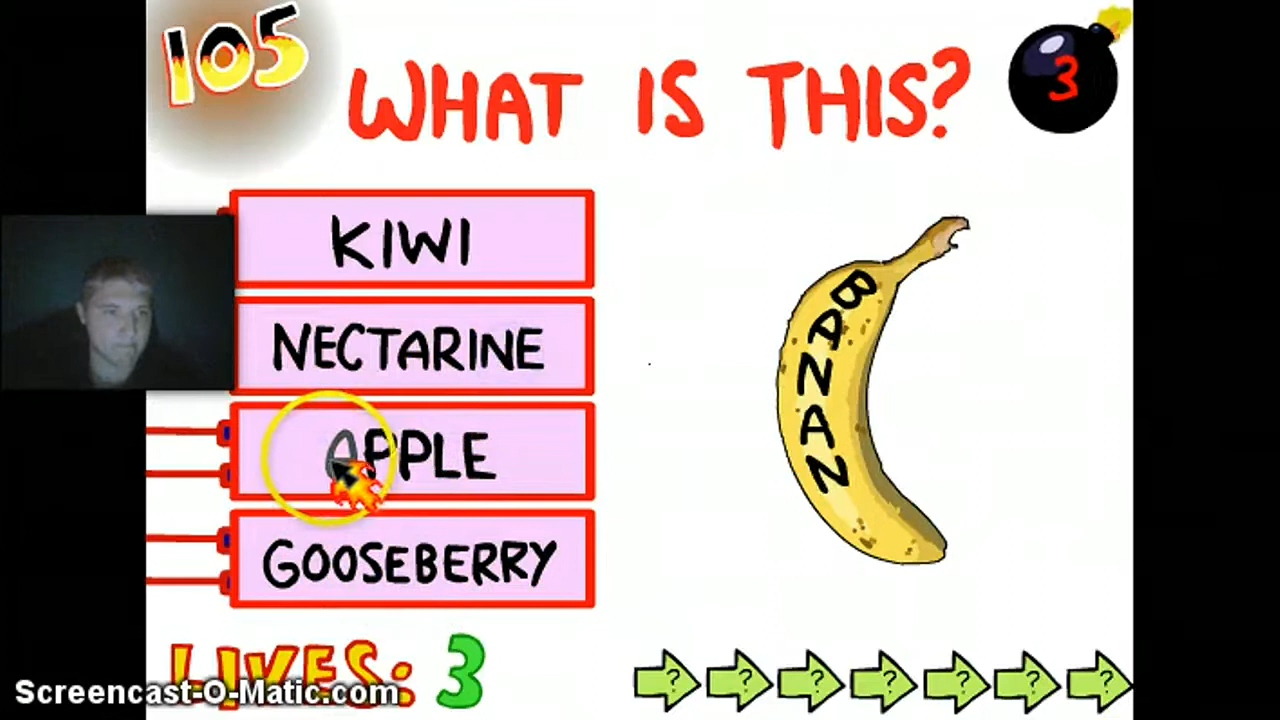 105
WHAT IS THIS?
3
KIWI
NECTARINE
APPLE
GOOSEBERRY
BANAN
LIVES: 3
? ? ? ? ? ? ?
Screencast-O-Matic.com